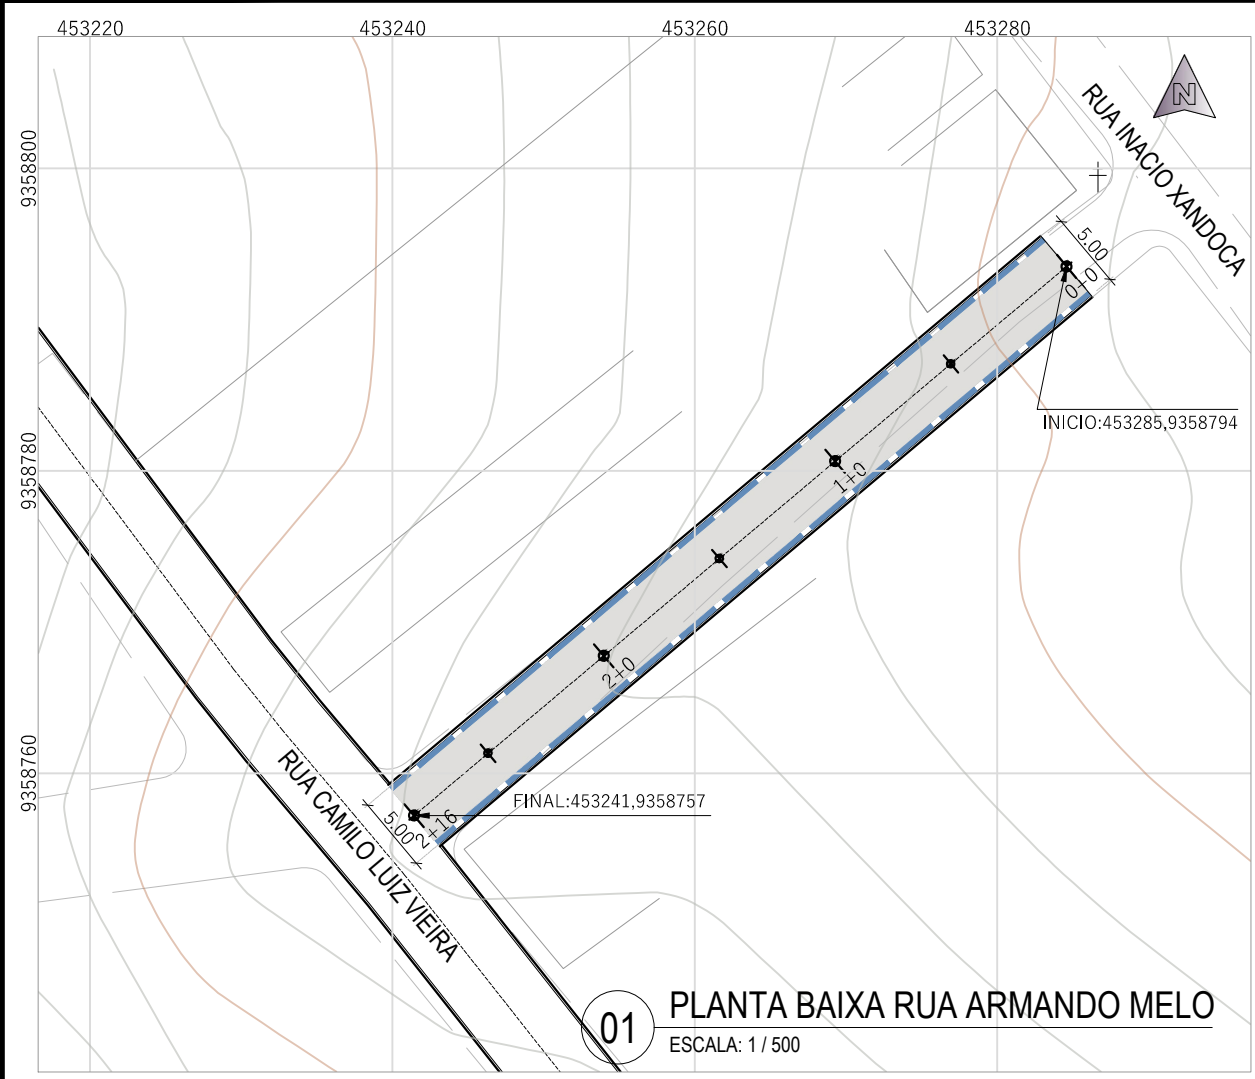 453220
453240
453260
453280
N
RUA INACIO XANDOCA
9358800
5.00
0+0
INICIO:453285,9358794
9358780
1+0
2+0
9358760
FINAL:453241,9358757
2+16
5.00
RUA CAMILO LUIZ VIEIRA
01
PLANTA BAIXA RUA ARMANDO MELO
ESCALA: 1 / 500